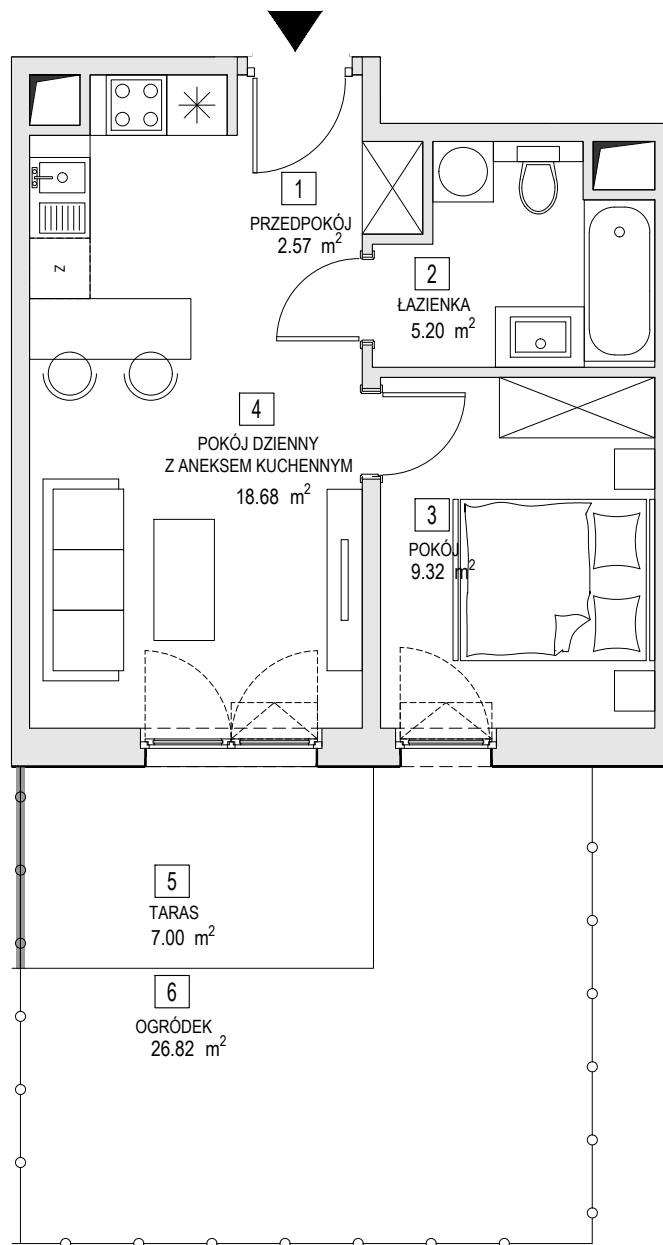 1
PRZEDPOKÓJ
2.57 m²
2
ŁAZIENKA
5.20 m²
Z
4
POKÓJ DZIENNY
Z ANEKSEM KUCHENNYM
18.68 m²
3
POKÓJ
9.32 m²
5
TARAS
7.00 m²
6
OGRÓDEK
26.82 m²